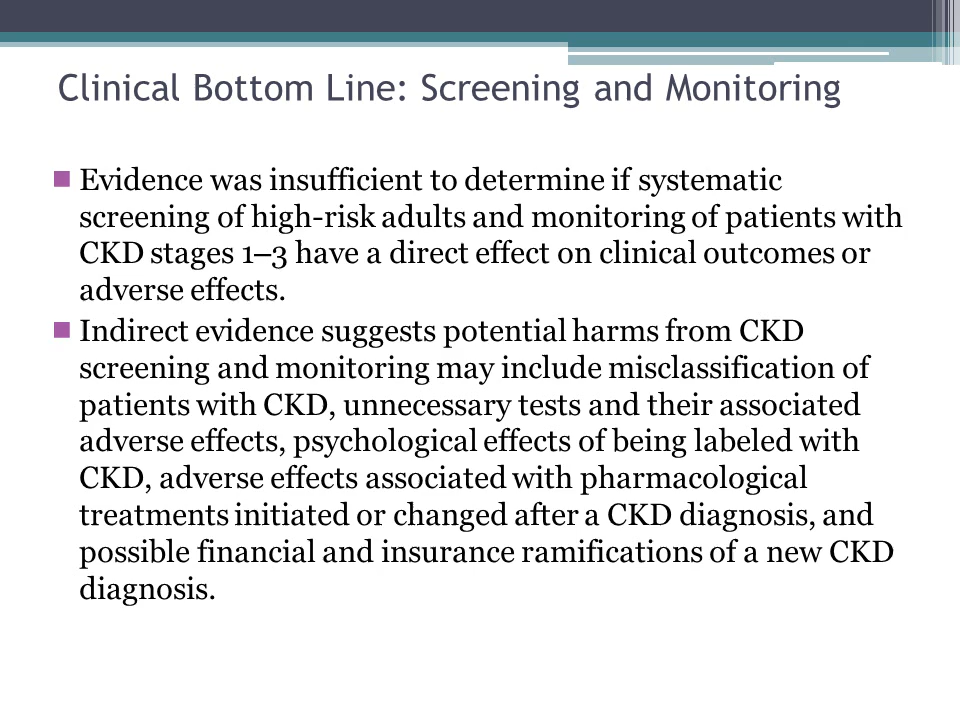 Clinical Bottom Line: Screening and Monitoring
Evidence was insufficient to determine if systematic
screening of high-risk adults and monitoring of patients with
CKD stages 1–3 have a direct effect on clinical outcomes or
adverse effects.
Indirect evidence suggests potential harms from CKD
screening and monitoring may include misclassification of
patients with CKD, unnecessary tests and their associated
adverse effects, psychological effects of being labeled with
CKD, adverse effects associated with pharmacological
treatments initiated or changed after a CKD diagnosis, and
possible financial and insurance ramifications of a new CKD
diagnosis.